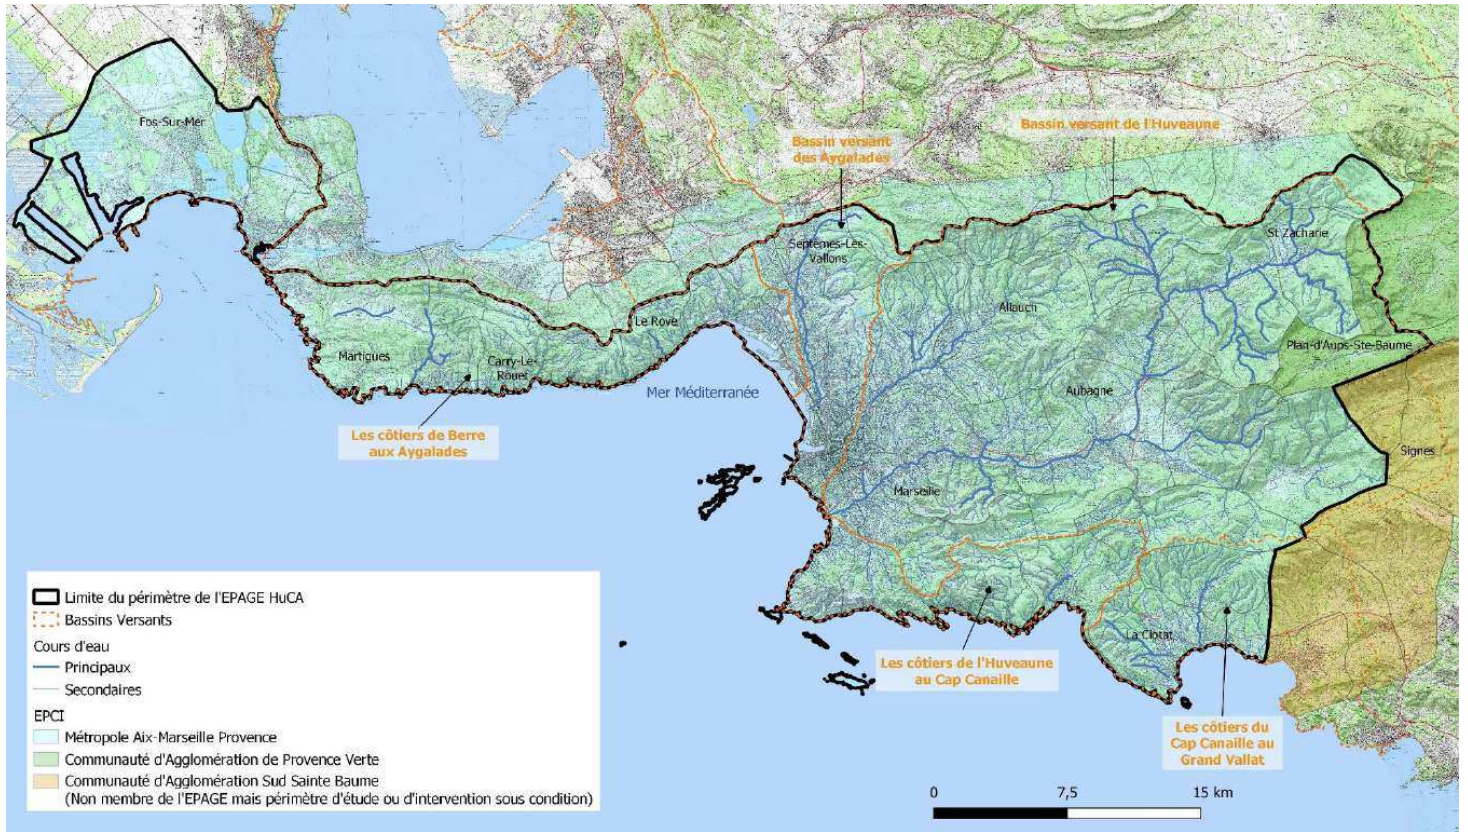 Fos-Sur-Mer
Bassin versant
des Aygalades
Bassin versant de l'Huveaune
Septèmes-Les-
Vallons
St Zacharie
Allauch
Le Rove
Plan-d'Aups-Ste-Baume
Martigues
Carry-Le-
Rouet
Aubagne
Mer Méditerranée
Les côtiers de Berre
aux Aygalades
Signes
Marseille
La Ciotat
Les côtiers de l'Huveaune
au Cap Canaille
Les côtiers du
Cap Canaille au
Grand Vallat
Limite du périmètre de l'EPAGE HuCA
Bassins Versants
Cours d'eau
Principaux
Secondaires
EPCI
Métropole Aix-Marseille Provence
Communauté d'Agglomération de Provence Verte
Communauté d'Agglomération Sud Sainte Baume
(Non membre de l'EPAGE mais périmètre d'étude ou d'intervention sous condition)
0 7,5 15 km